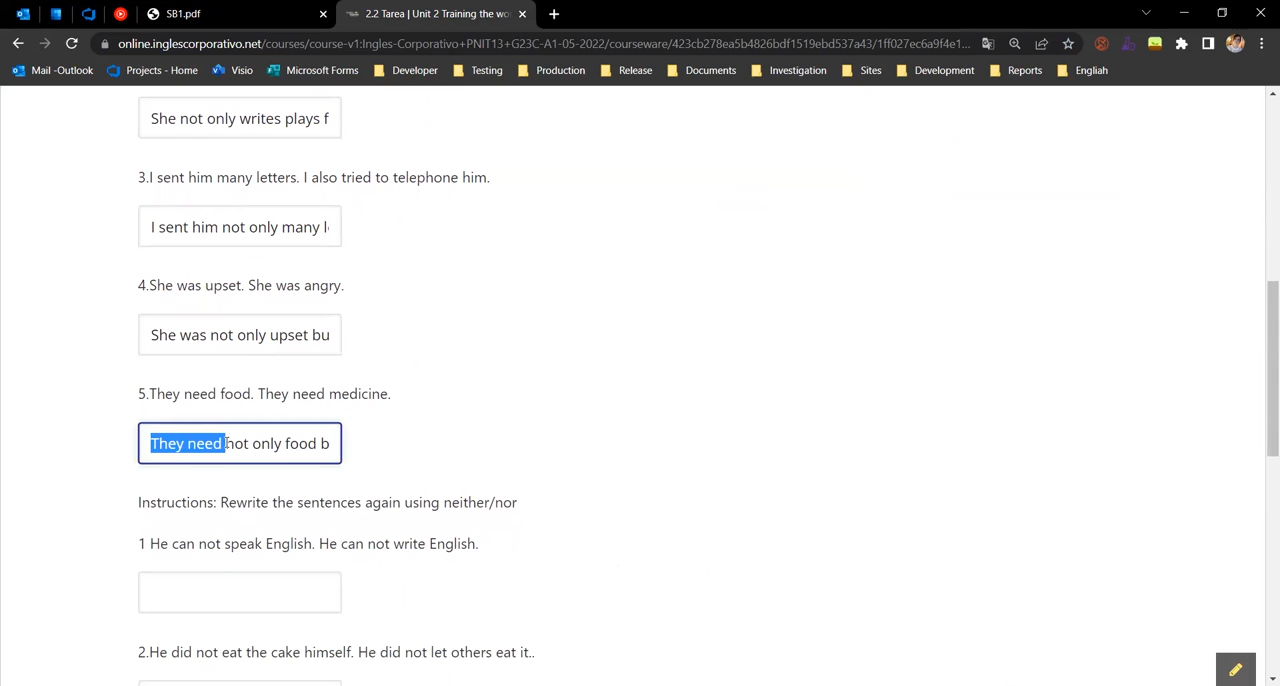 SB1.pdf
2.2 Tarea | Unit 2 Training the wo
online.inglescorporativo.net/courses/course-v1:Ingles-Corporativo+PNIT13+G23C-A1-05-2022/courseware/423cb278ea5b4826bdf1519ebd537a43/1ff027ec6a9f4e1...
Mail -Outlook
Projects - Home
Visio
Microsoft Forms
Developer
Testing
Production
Release
Documents
Investigation
Sites
Development
Reports
Engliah
She not only writes plays f
3.I sent him many letters. I also tried to telephone him.
I sent him not only many l
4.She was upset. She was angry.
She was not only upset bu
5.They need food. They need medicine.
They need not only food b
Instructions: Rewrite the sentences again using neither/nor
1 He can not speak English. He can not write English.
2.He did not eat the cake himself. He did not let others eat it..